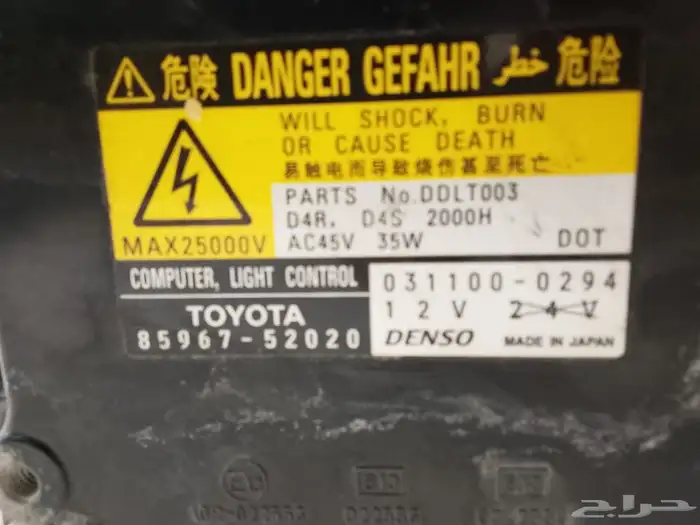 危険 DANGER GEFAHR خطر 危险
WILL SHOCK, BURN
OR CAUSE DEATH
易触电而导致烧伤甚至死亡
PARTS No.DDLT003
D4R, D4S 2000H
MAX25000V AC45V 35W DOT
COMPUTER, LIGHT CONTROL 031100-0294
12V 24V
TOYOTA
85967-52020 DENSO MADE IN JAPAN
حراج